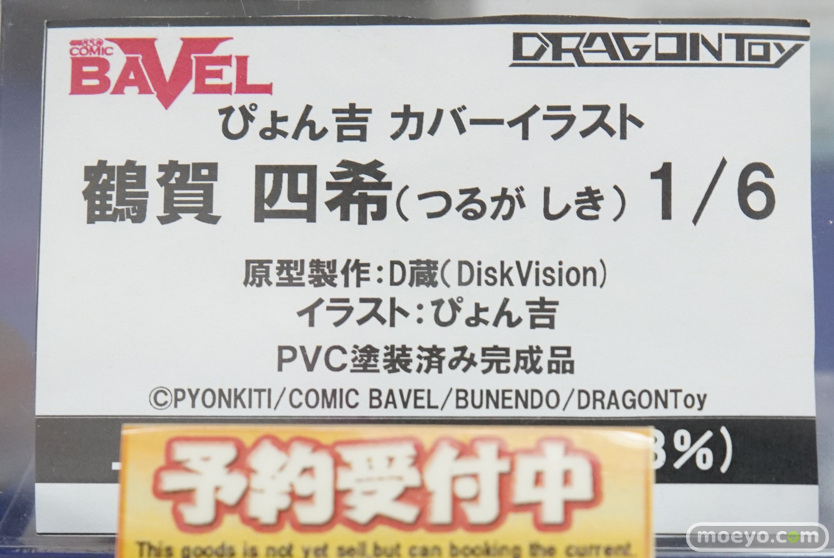 COMIC BAVEL
DRAGONToy
ぴょん吉 カバーイラスト
鶴賀 四希(つるが しき) 1/6
原型製作:D蔵(DiskVision)
イラスト:ぴょん吉
PVC塗装済み完成品
©PYONKITI/COMIC BAVEL/BUNENDO/DRAGONToy
8%)
予約受付中
This goods is not yet sell.but can booking the current.
moeyo.com